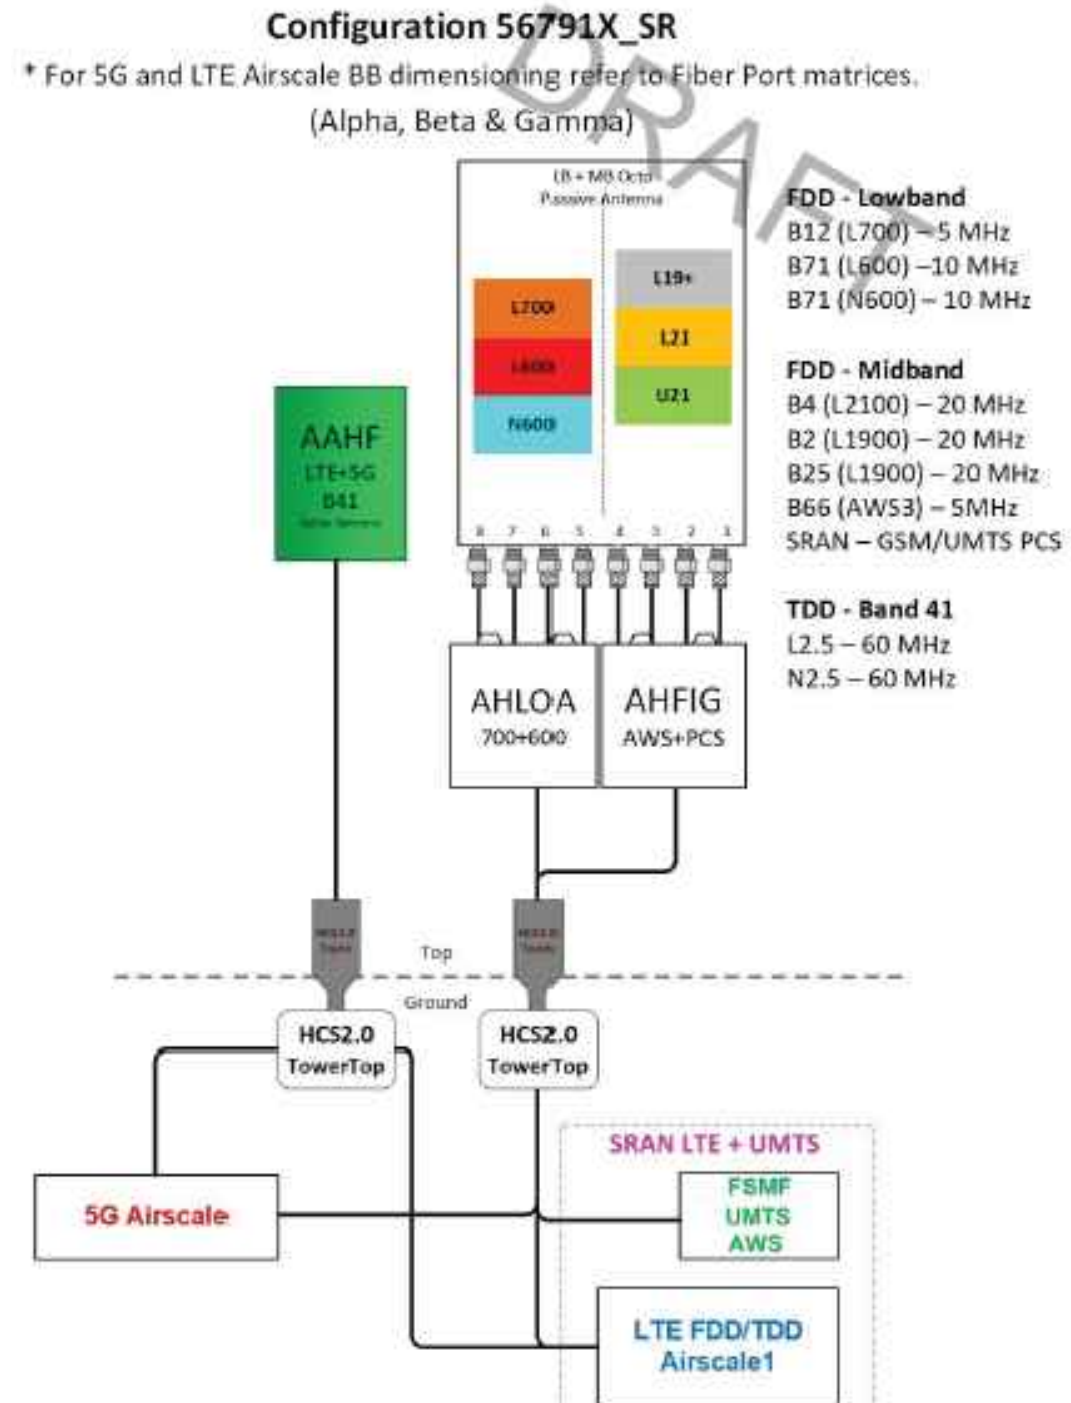 Configuration 56791X_SR
* For 5G and LTE Airscale BB dimensioning refer to Fiber Port matrices.
(Alpha, Beta & Gamma)
DRAFT
LB + MB Octo
Passive Antenna
L700
L600
N600
L19+
L21
U21
8 7 6 5 4 3 2 1
FDD - Lowband
B12 (L700) – 5 MHz
B71 (L600) –10 MHz
B71 (N600) – 10 MHz
FDD - Midband
B4 (L2100) – 20 MHz
B2 (L1900) – 20 MHz
B25 (L1900) – 20 MHz
B66 (AWS3) – 5MHz
SRAN – GSM/UMTS PCS
TDD - Band 41
L2.5 – 60 MHz
N2.5 – 60 MHz
AAHF
LTE+5G
B41
AHLOA
700+600
AHFIG
AWS+PCS
Top
Ground
HCS2.0
TowerTop
HCS2.0
TowerTop
SRAN LTE + UMTS
FSMF
UMTS
AWS
5G Airscale
LTE FDD/TDD
Airscale1